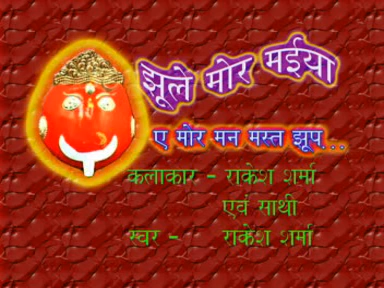 झूले मोर मईया
ए मोर मन मस्त झूप...
कलाकार - राकेश शर्मा
एवं साथी
स्वर - राकेश शर्मा